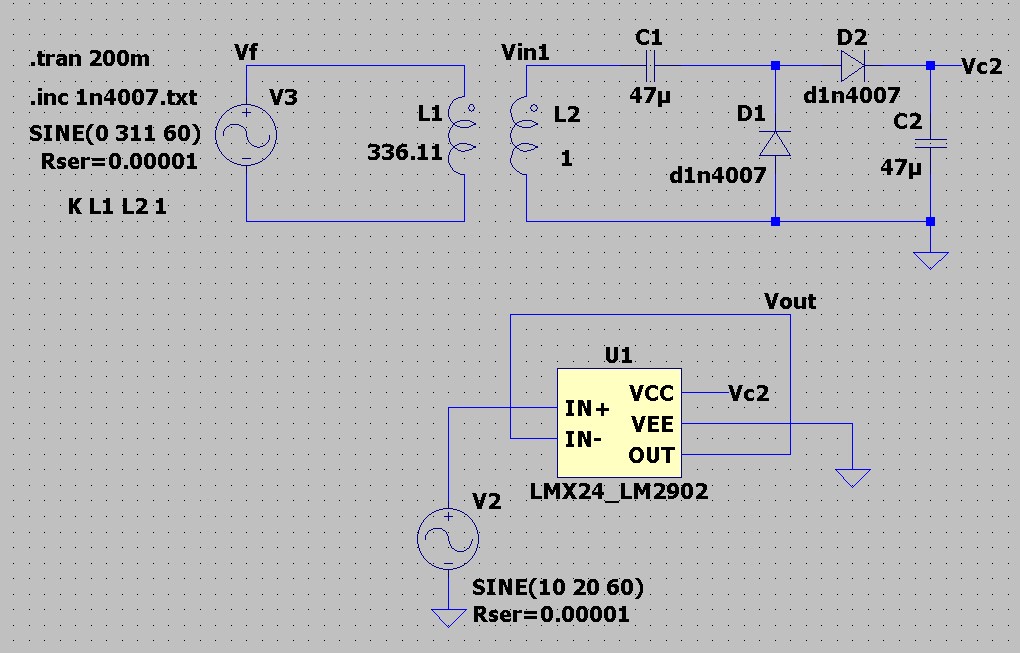 .tran 200m
.inc 1n4007.txt
SINE(0 311 60)
Rser=0.00001
K L1 L2 1
Vf
V3
L1
336.11
Vin1
L2
1
C1
47µ
D1
d1n4007
D2
d1n4007
C2
47µ
Vc2
Vout
U1
IN+
IN-
VCC
VEE
OUT
Vc2
LMX24_LM2902
V2
SINE(10 20 60)
Rser=0.00001